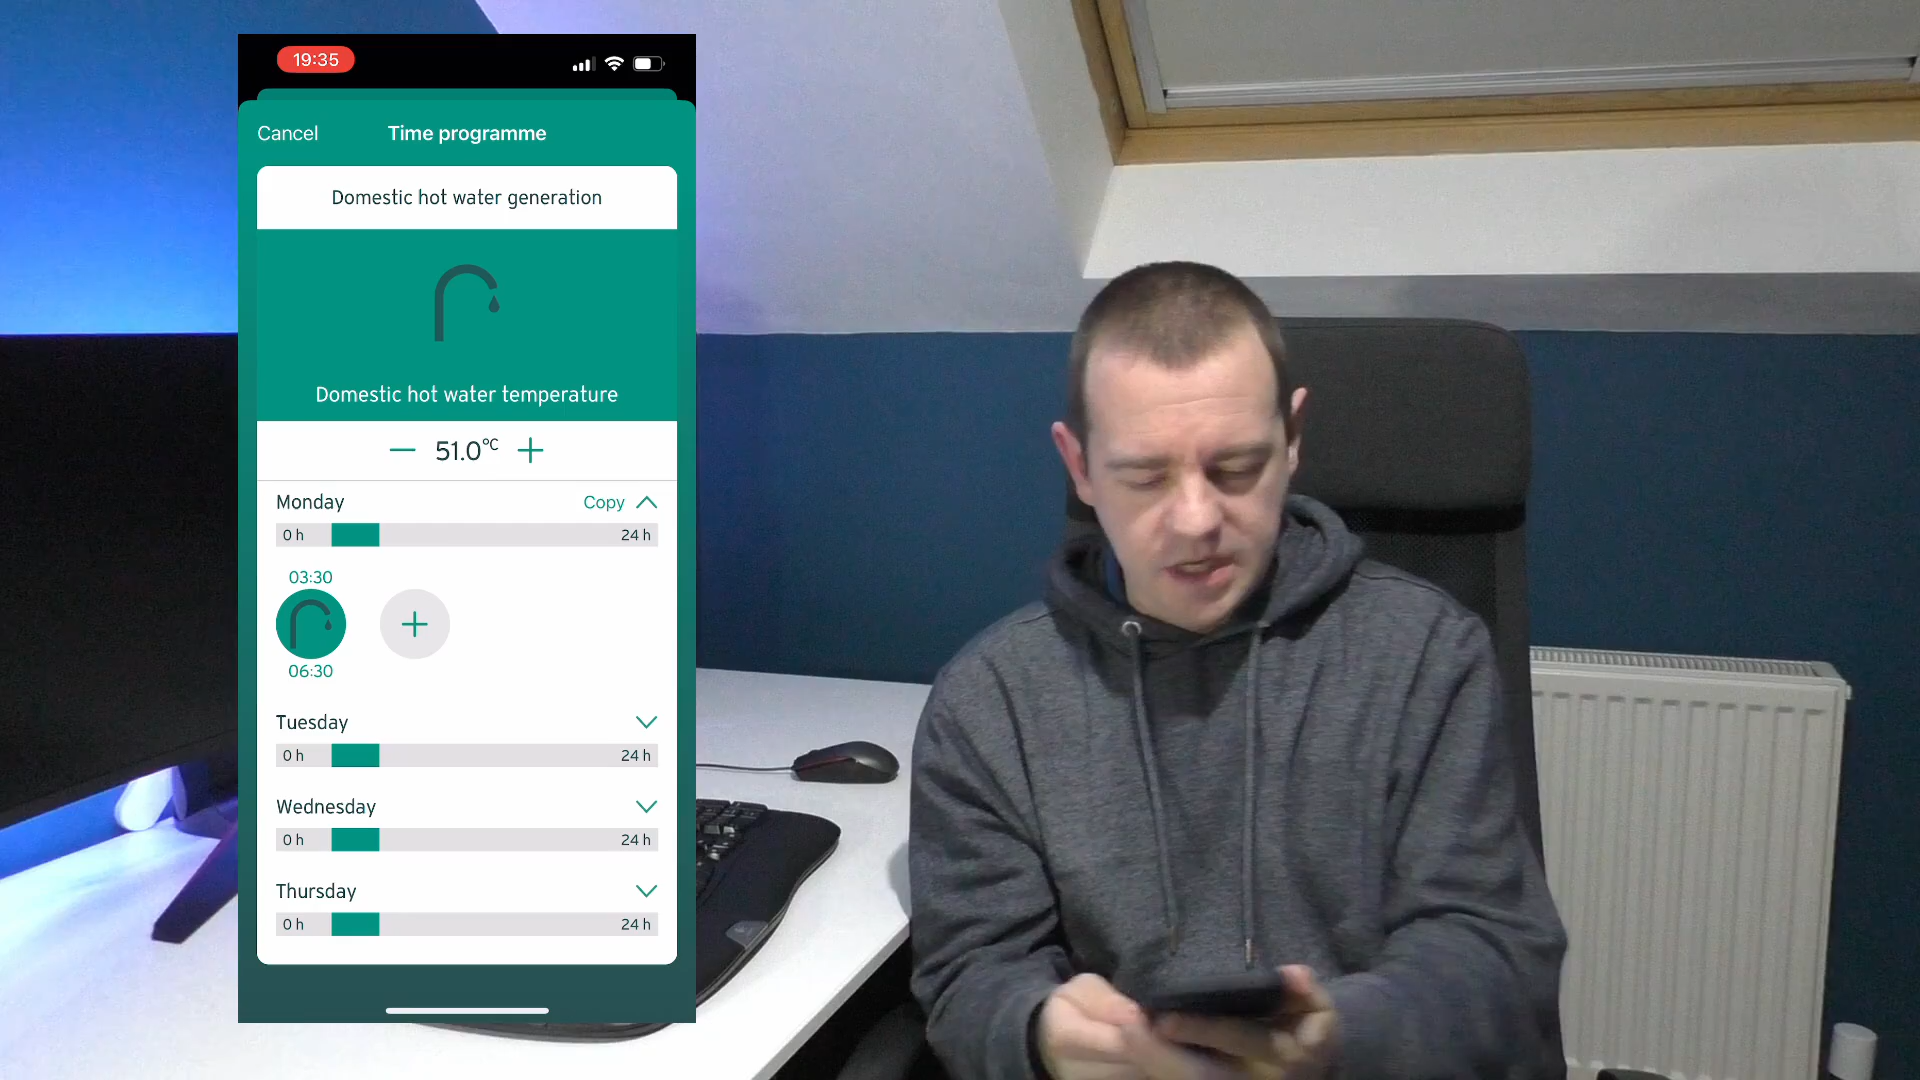 19:35
Cancel
Time programme
Domestic hot water generation
Domestic hot water temperature
− 51.0°C +
Monday
Copy
0 h
24 h
03:30
+
06:30
Tuesday
0 h
24 h
Wednesday
0 h
24 h
Thursday
0 h
24 h